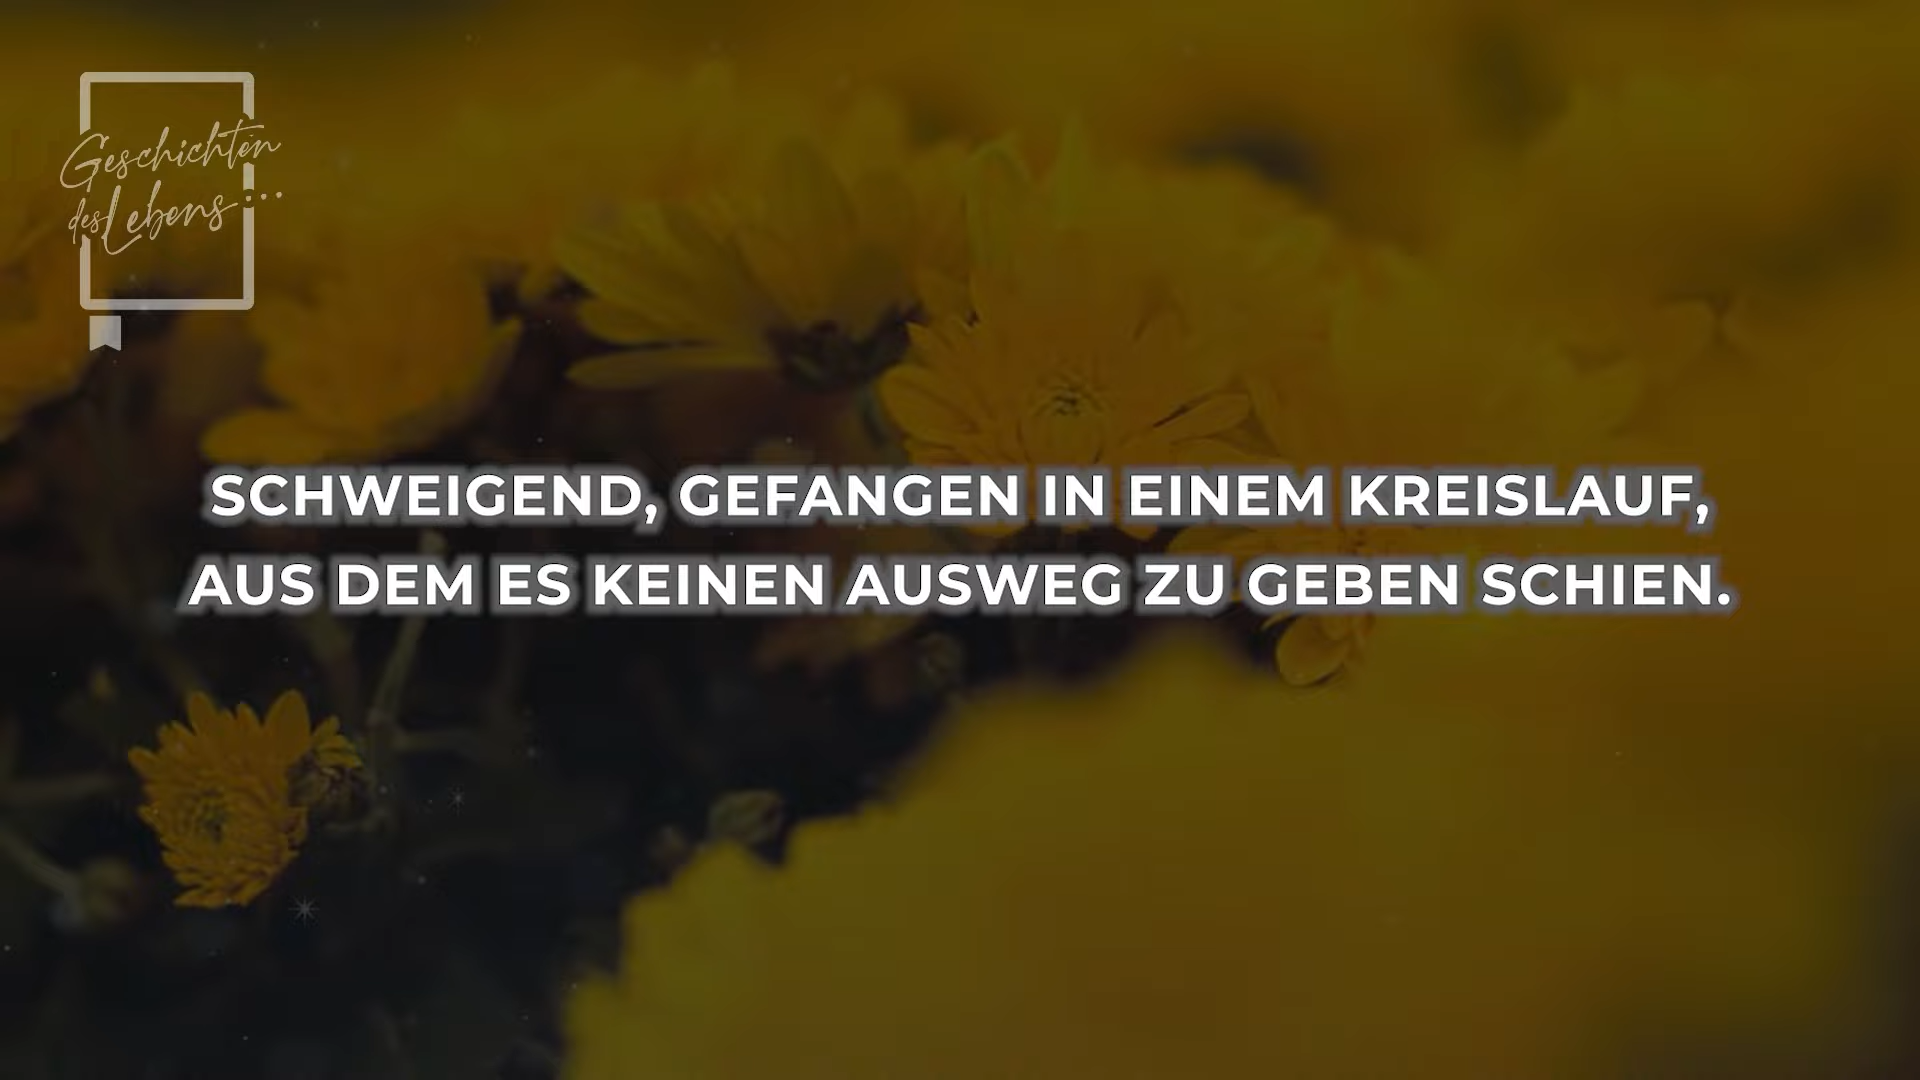 Geschichten
des Lebens...
SCHWEIGEND, GEFANGEN IN EINEM KREISLAUF,
AUS DEM ES KEINEN AUSWEG ZU GEBEN SCHIEN.